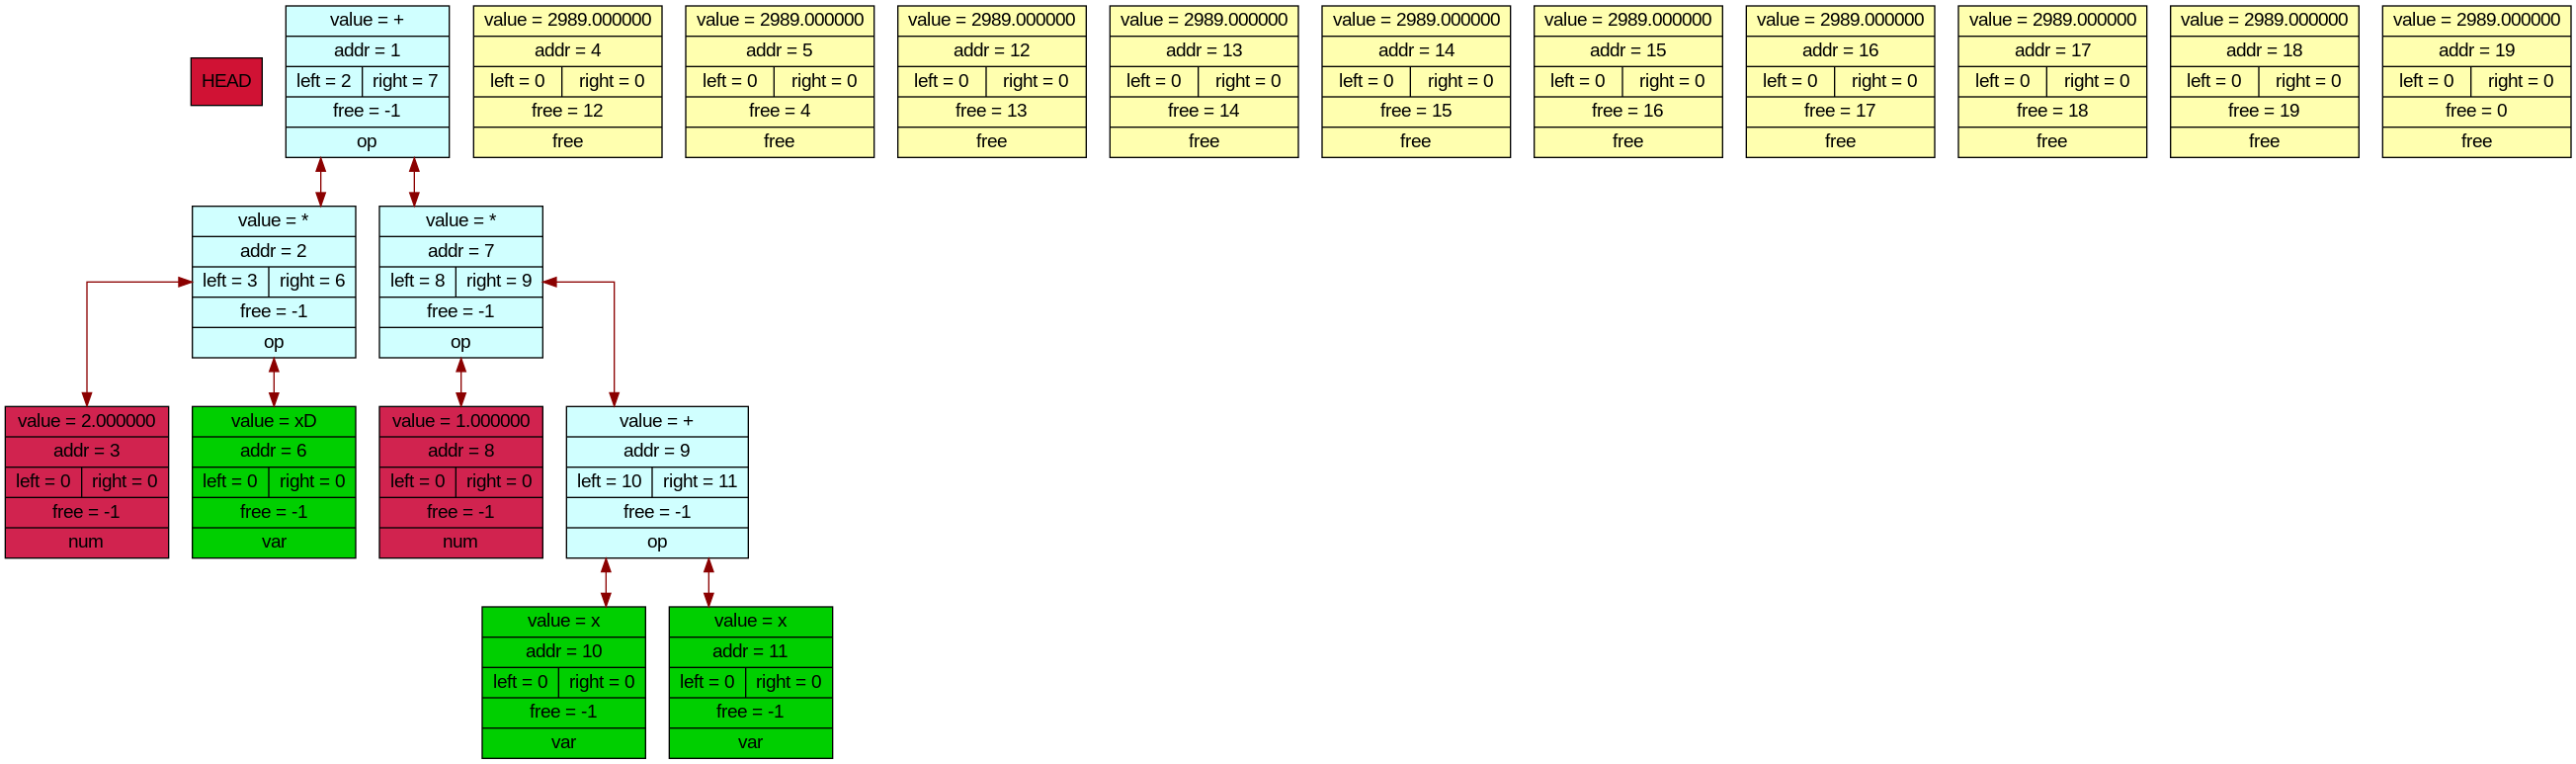 HEAD
value = +
addr = 1
left = 2 right = 7
free = -1
op
value = 2989.000000
addr = 4
left = 0 right = 0
free = 12
free
value = 2989.000000
addr = 5
left = 0 right = 0
free = 4
free
value = 2989.000000
addr = 12
left = 0 right = 0
free = 13
free
value = 2989.000000
addr = 13
left = 0 right = 0
free = 14
free
value = 2989.000000
addr = 14
left = 0 right = 0
free = 15
free
value = 2989.000000
addr = 15
left = 0 right = 0
free = 16
free
value = 2989.000000
addr = 16
left = 0 right = 0
free = 17
free
value = 2989.000000
addr = 17
left = 0 right = 0
free = 18
free
value = 2989.000000
addr = 18
left = 0 right = 0
free = 19
free
value = 2989.000000
addr = 19
left = 0 right = 0
free = 0
free
value = *
addr = 2
left = 3 right = 6
free = -1
op
value = *
addr = 7
left = 8 right = 9
free = -1
op
value = 2.000000
addr = 3
left = 0 right = 0
free = -1
num
value = xD
addr = 6
left = 0 right = 0
free = -1
var
value = 1.000000
addr = 8
left = 0 right = 0
free = -1
num
value = +
addr = 9
left = 10 right = 11
free = -1
op
value = x
addr = 10
left = 0 right = 0
free = -1
var
value = x
addr = 11
left = 0 right = 0
free = -1
var